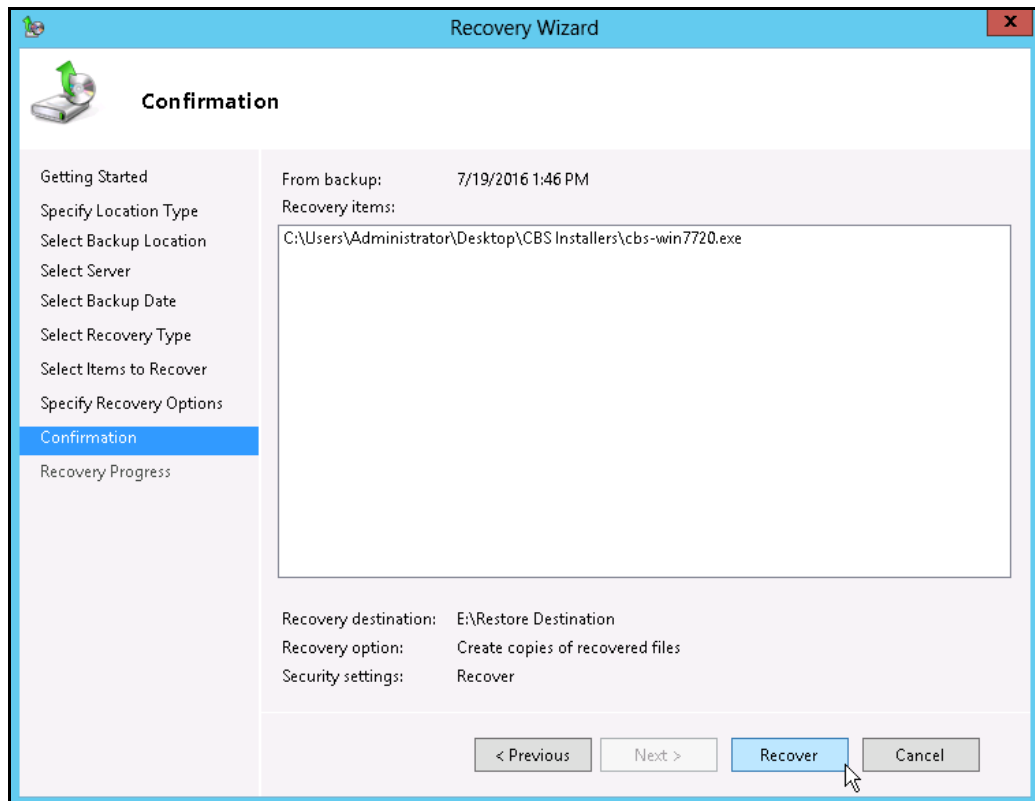 Recovery Wizard
x
Confirmation
Getting Started
Specify Location Type
Select Backup Location
Select Server
Select Backup Date
Select Recovery Type
Select Items to Recover
Specify Recovery Options
Confirmation
Recovery Progress
From backup: 7/19/2016 1:46 PM
Recovery items:
C:\Users\Administrator\Desktop\CBS Installers\cbs-win7720.exe
Recovery destination: E:\Restore Destination
Recovery option: Create copies of recovered files
Security settings: Recover
< Previous Next > Recover Cancel